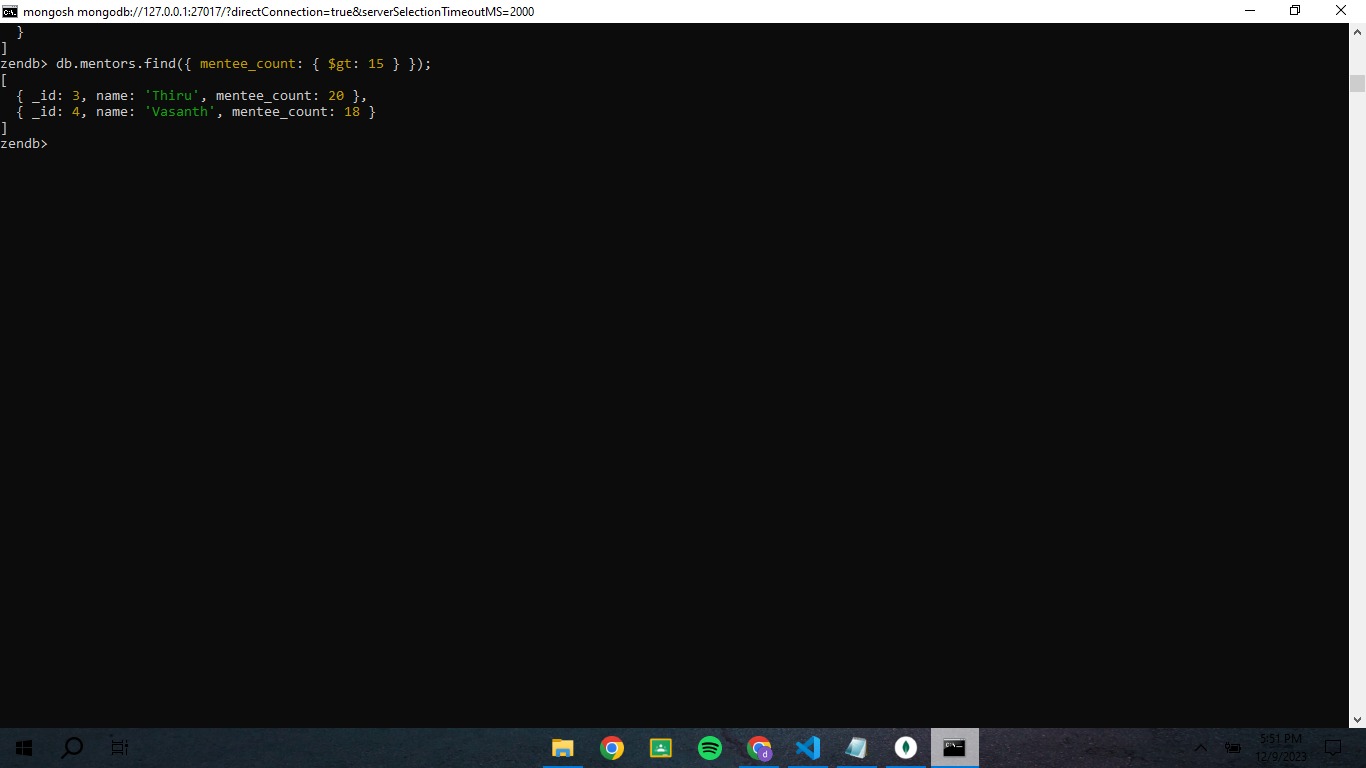 mongosh mongodb://127.0.0.1:27017/?directConnection=true&serverSelectionTimeoutMS=2000
  }
]
zendb> db.mentors.find({ mentee_count: { $gt: 15 } });
[
  { _id: 3, name: 'Thiru', mentee_count: 20 },
  { _id: 4, name: 'Vasanth', mentee_count: 18 }
]
zendb>
5:51 PM
12/9/2023